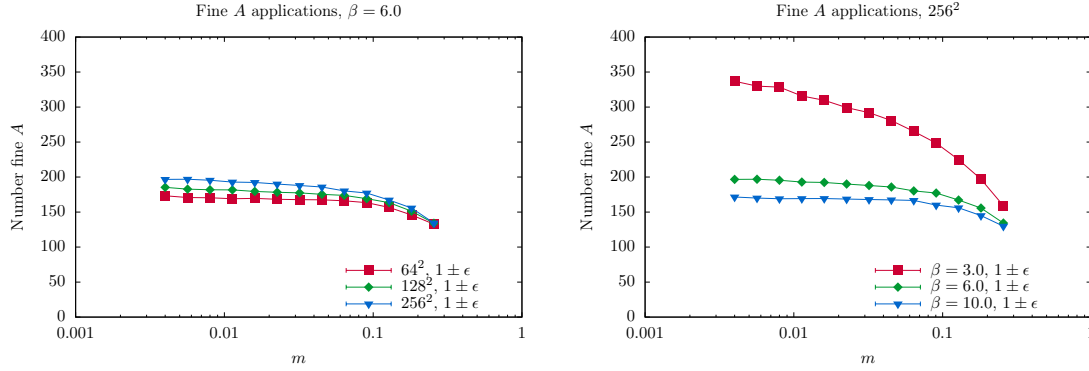 Fine A applications, β = 6.0
400
350
300
250
200
150
100
50
0
Number fine A
0.001
0.01
0.1
1
m
64², 1 ± ϵ
128², 1 ± ϵ
256², 1 ± ϵ
Fine A applications, 256²
400
350
300
250
200
150
100
50
0
Number fine A
0.001
0.01
0.1
1
m
β = 3.0, 1 ± ϵ
β = 6.0, 1 ± ϵ
β = 10.0, 1 ± ϵ